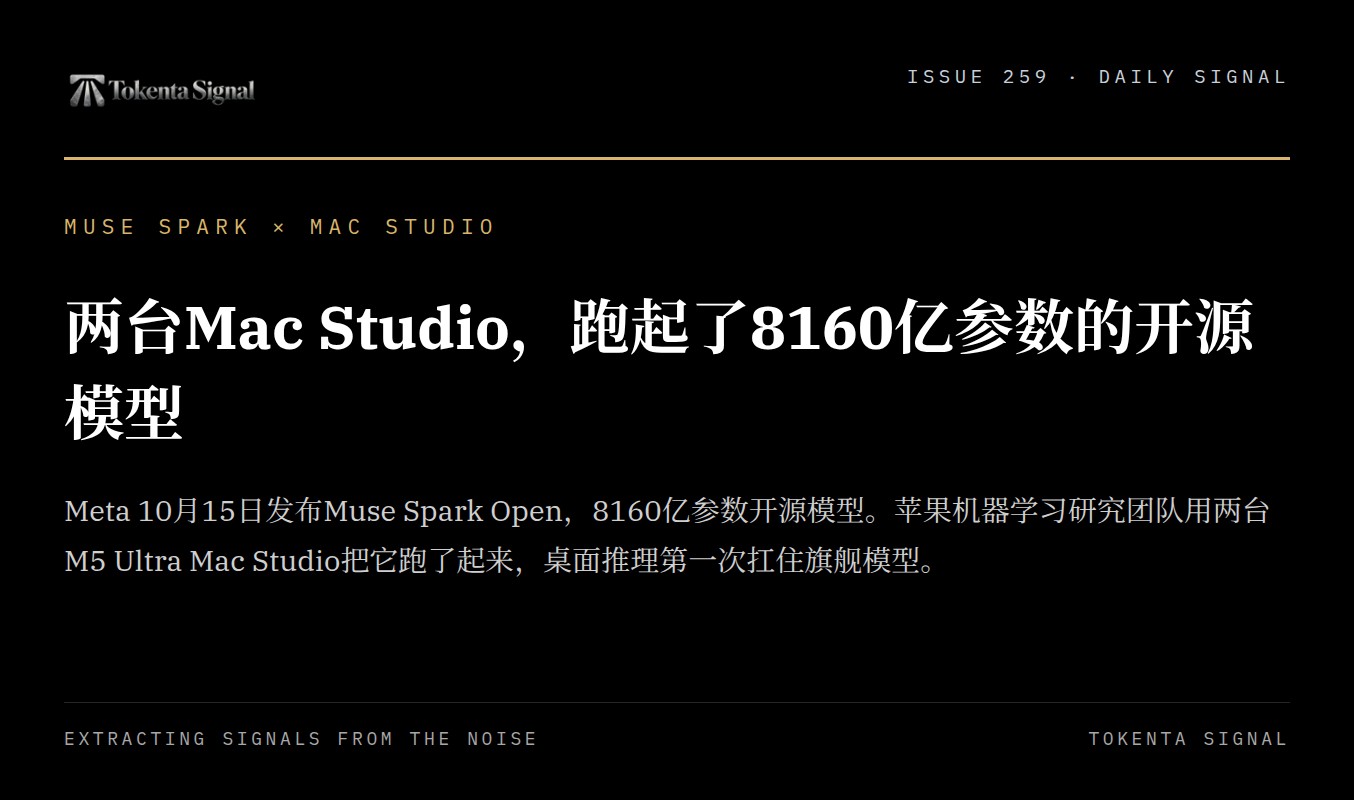 Tokenta Signal
ISSUE 259 · DAILY SIGNAL
MUSE SPARK × MAC STUDIO
两台Mac Studio，跑起了8160亿参数的开源
模型
Meta 10月15日发布Muse Spark Open，8160亿参数开源模型。苹果机器学习研究团队用两台
M5 Ultra Mac Studio把它跑了起来，桌面推理第一次扛住旗舰模型。
EXTRACTING SIGNALS FROM THE NOISE
TOKENTA SIGNAL